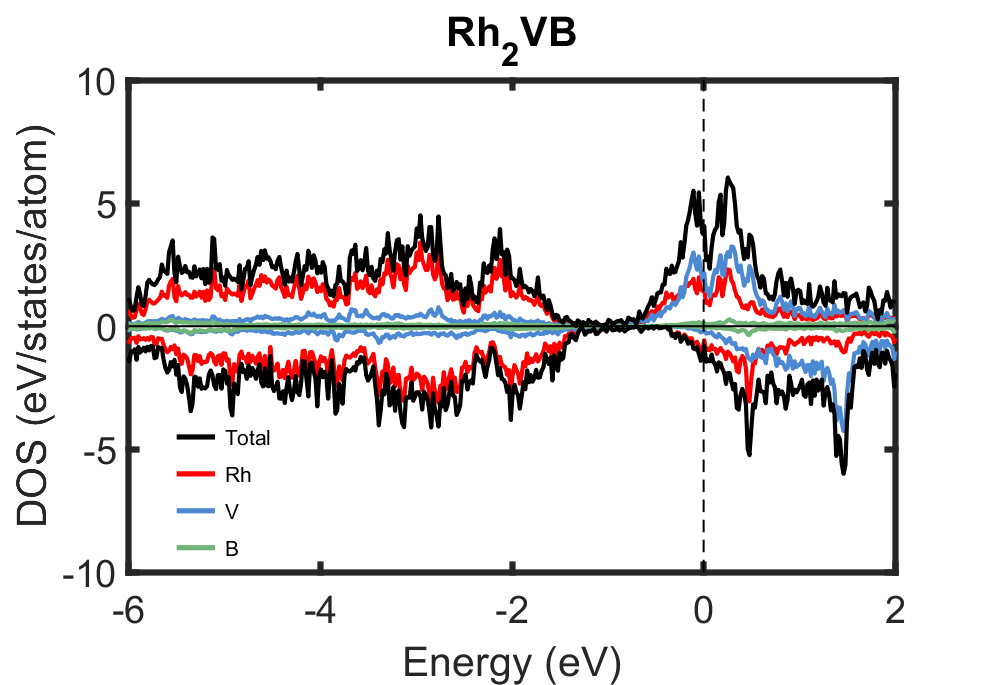 Rh2VB
DOS (eV/states/atom)
10
5
0
-5
-10
Total
Rh
V
B
-6
-4
-2
0
2
Energy (eV)